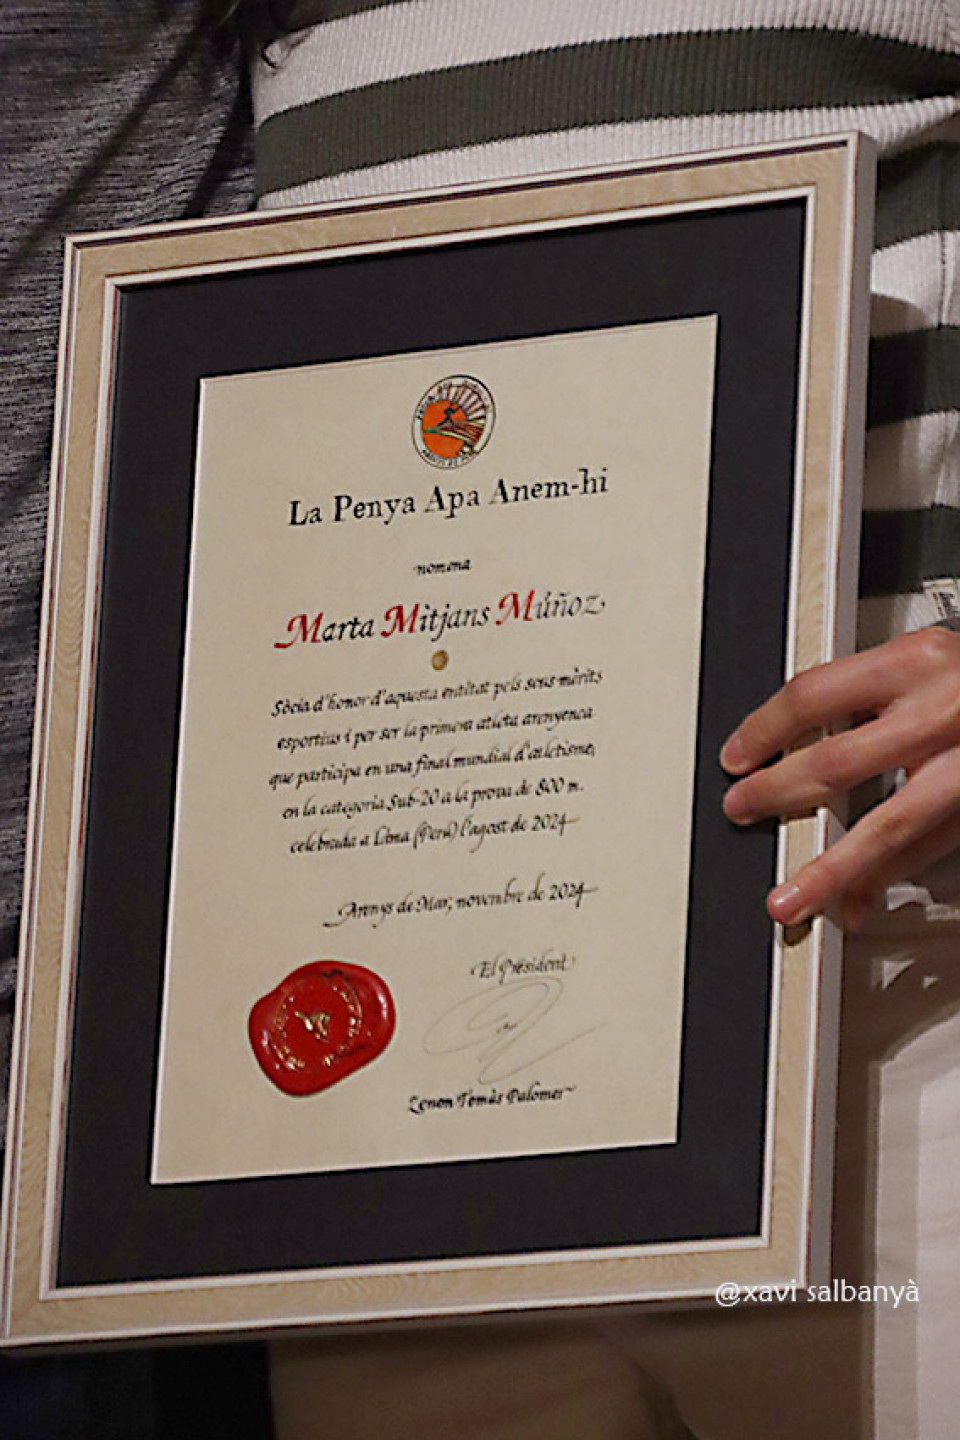 La Penya Apa Anem-hi
nomena
Marta Mitjans Múñoz
Sòcia d'honor d'aquesta entitat pels seus mèrits
esportius i per ser la primera atleta arenyenca
que participa en una final mundial d'atletisme,
en la categoria Sub-20 a la prova de 800 m.
celebrada a Lima (Perú) l'agost de 2024
Arenys de Mar, novembre de 2024
El President
Zenon Tomàs Palomer
@xavi salbanyà